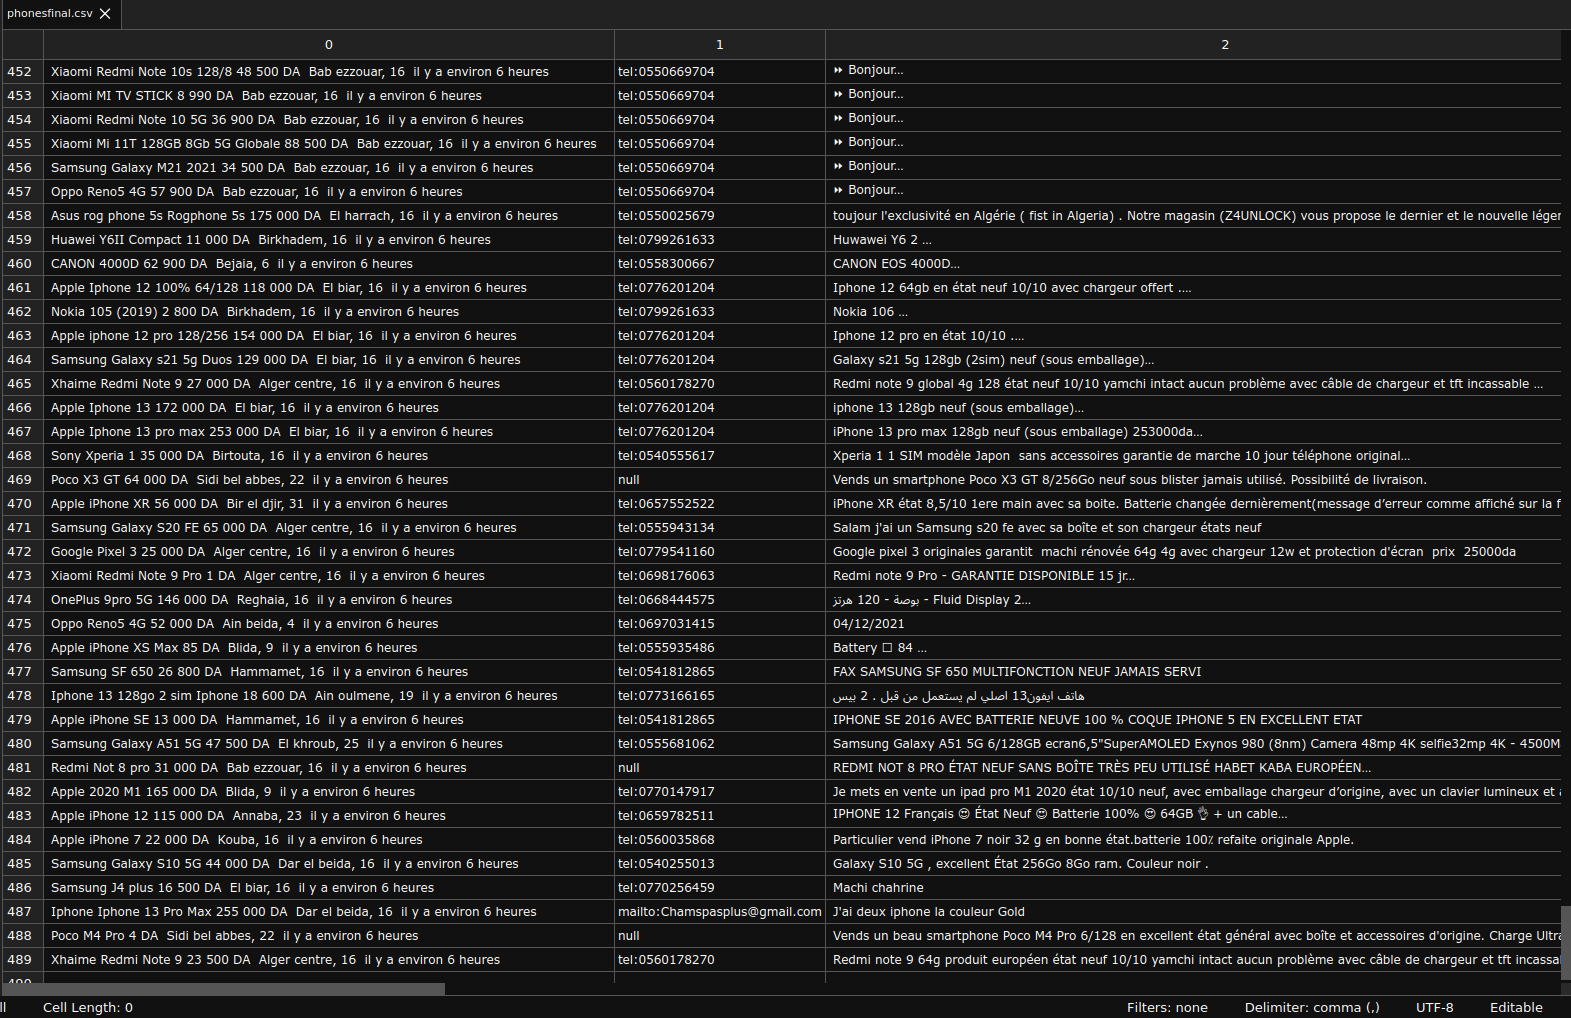 phonesfinal.csv
0 1 2
452 Xiaomi Redmi Note 10s 128/8 48 500 DA Bab ezzouar, 16 il y a environ 6 heures tel:0550669704 ⏩ Bonjour...
453 Xiaomi MI TV STICK 8 990 DA Bab ezzouar, 16 il y a environ 6 heures tel:0550669704 ⏩ Bonjour...
454 Xiaomi Redmi Note 10 5G 36 900 DA Bab ezzouar, 16 il y a environ 6 heures tel:0550669704 ⏩ Bonjour...
455 Xiaomi Mi 11T 128GB 8Gb 5G Globale 88 500 DA Bab ezzouar, 16 il y a environ 6 heures tel:0550669704 ⏩ Bonjour...
456 Samsung Galaxy M21 2021 34 500 DA Bab ezzouar, 16 il y a environ 6 heures tel:0550669704 ⏩ Bonjour...
457 Oppo Reno5 4G 57 900 DA Bab ezzouar, 16 il y a environ 6 heures tel:0550669704 ⏩ Bonjour...
458 Asus rog phone 5s Rogphone 5s 175 000 DA El harrach, 16 il y a environ 6 heures tel:0550025679 toujour l'exclusivité en Algérie ( fist in Algeria) . Notre magasin (Z4UNLOCK) vous propose le dernier et le nouvelle léger
459 Huawei Y6II Compact 11 000 DA Birkhadem, 16 il y a environ 6 heures tel:0799261633 Huwawei Y6 2 ...
460 CANON 4000D 62 900 DA Bejaia, 6 il y a environ 6 heures tel:0558300667 CANON EOS 4000D...
461 Apple Iphone 12 100% 64/128 118 000 DA El biar, 16 il y a environ 6 heures tel:0776201204 Iphone 12 64gb en état neuf 10/10 avec chargeur offert ....
462 Nokia 105 (2019) 2 800 DA Birkhadem, 16 il y a environ 6 heures tel:0799261633 Nokia 106 ...
463 Apple iphone 12 pro 128/256 154 000 DA El biar, 16 il y a environ 6 heures tel:0776201204 Iphone 12 pro en état 10/10 ....
464 Samsung Galaxy s21 5g Duos 129 000 DA El biar, 16 il y a environ 6 heures tel:0776201204 Galaxy s21 5g 128gb (2sim) neuf (sous emballage)...
465 Xhaime Redmi Note 9 27 000 DA Alger centre, 16 il y a environ 6 heures tel:0560178270 Redmi note 9 global 4g 128 état neuf 10/10 yamchi intact aucun problème avec câble de chargeur et tft incassable ...
466 Apple Iphone 13 172 000 DA El biar, 16 il y a environ 6 heures tel:0776201204 iphone 13 128gb neuf (sous emballage)...
467 Apple Iphone 13 pro max 253 000 DA El biar, 16 il y a environ 6 heures tel:0776201204 iPhone 13 pro max 128gb neuf (sous emballage) 253000da...
468 Sony Xperia 1 35 000 DA Birtouta, 16 il y a environ 6 heures tel:0540555617 Xperia 1 1 SIM modèle Japon sans accessoires garantie de marche 10 jour téléphone original...
469 Poco X3 GT 64 000 DA Sidi bel abbes, 22 il y a environ 6 heures null Vends un smartphone Poco X3 GT 8/256Go neuf sous blister jamais utilisé. Possibilité de livraison.
470 Apple iPhone XR 56 000 DA Bir el djir, 31 il y a environ 6 heures tel:0657552522 iPhone XR état 8,5/10 1ere main avec sa boite. Batterie changée dernièrement(message d’erreur comme affiché sur la f
471 Samsung Galaxy S20 FE 65 000 DA Alger centre, 16 il y a environ 6 heures tel:0555943134 Salam j'ai un Samsung s20 fe avec sa boîte et son chargeur états neuf
472 Google Pixel 3 25 000 DA Alger centre, 16 il y a environ 6 heures tel:0779541160 Google pixel 3 originales garantit machi rénovée 64g 4g avec chargeur 12w et protection d'écran prix 25000da
473 Xiaomi Redmi Note 9 Pro 1 DA Alger centre, 16 il y a environ 6 heures tel:0698176063 Redmi note 9 Pro - GARANTIE DISPONIBLE 15 jr...
474 OnePlus 9pro 5G 146 000 DA Reghaia, 16 il y a environ 6 heures tel:0668444575 بوصة - 120 هرتز - Fluid Display 2...
475 Oppo Reno5 4G 52 000 DA Ain beida, 4 il y a environ 6 heures tel:0697031415 04/12/2021
476 Apple iPhone XS Max 85 DA Blida, 9 il y a environ 6 heures tel:0555935486 Battery □ 84 ...
477 Samsung SF 650 26 800 DA Hammamet, 16 il y a environ 6 heures tel:0541812865 FAX SAMSUNG SF 650 MULTIFONCTION NEUF JAMAIS SERVI
478 Iphone 13 128go 2 sim Iphone 18 600 DA Ain oulmene, 19 il y a environ 6 heures tel:0773166165 هاتف ايفون13 اصلي لم يستعمل من قبل . 2 بيس
479 Apple iPhone SE 13 000 DA Hammamet, 16 il y a environ 6 heures tel:0541812865 IPHONE SE 2016 AVEC BATTERIE NEUVE 100 % COQUE IPHONE 5 EN EXCELLENT ETAT
480 Samsung Galaxy A51 5G 47 500 DA El khroub, 25 il y a environ 6 heures tel:0555681062 Samsung Galaxy A51 5G 6/128GB ecran6,5"SuperAMOLED Exynos 980 (8nm) Camera 48mp 4K selfie32mp 4K - 4500M
481 Redmi Not 8 pro 31 000 DA Bab ezzouar, 16 il y a environ 6 heures null REDMI NOT 8 PRO ÉTAT NEUF SANS BOÎTE TRÈS PEU UTILISÉ HABET KABA EUROPÉEN...
482 Apple 2020 M1 165 000 DA Blida, 9 il y a environ 6 heures tel:0770147917 Je mets en vente un ipad pro M1 2020 état 10/10 neuf, avec emballage chargeur d’origine, avec un clavier lumineux et
483 Apple iPhone 12 115 000 DA Annaba, 23 il y a environ 6 heures tel:0659782511 IPHONE 12 Français 😍 État Neuf 😍 Batterie 100% 😍 64GB 👌 + un cable...
484 Apple iPhone 7 22 000 DA Kouba, 16 il y a environ 6 heures tel:0560035868 Particulier vend iPhone 7 noir 32 g en bonne état.batterie 100٪ refaite originale Apple.
485 Samsung Galaxy S10 5G 44 000 DA Dar el beida, 16 il y a environ 6 heures tel:0540255013 Galaxy S10 5G , excellent État 256Go 8Go ram. Couleur noir .
486 Samsung J4 plus 16 500 DA El biar, 16 il y a environ 6 heures tel:0770256459 Machi chahrine
487 Iphone Iphone 13 Pro Max 255 000 DA Dar el beida, 16 il y a environ 6 heures mailto:Chamspasplus@gmail.com J'ai deux iphone la couleur Gold
488 Poco M4 Pro 4 DA Sidi bel abbes, 22 il y a environ 6 heures null Vends un beau smartphone Poco M4 Pro 6/128 en excellent état général avec boîte et accessoires d'origine. Charge Ultra
489 Xhaime Redmi Note 9 23 500 DA Alger centre, 16 il y a environ 6 heures tel:0560178270 Redmi note 9 64g produit européen état neuf 10/10 yamchi intact aucun problème avec câble de chargeur et tft incassa
490
ll Cell Length: 0 Filters: none Delimiter: comma (,) UTF-8 Editable